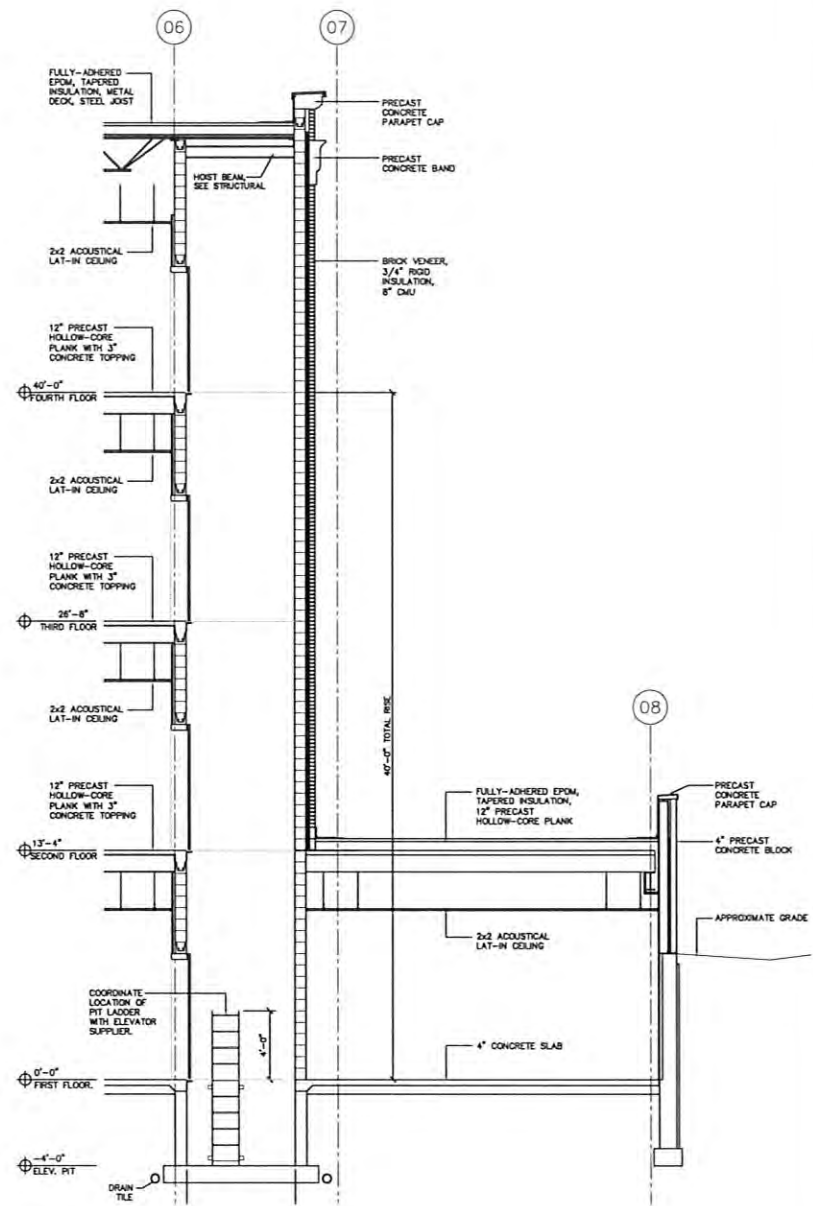 06
07
FULLY-ADHERED
EPDM, TAPERED
INSULATION, METAL
DECK, STEEL JOIST
PRECAST
CONCRETE
PARAPET CAP
PRECAST
CONCRETE BAND
HOIST BEAM,
SEE STRUCTURAL
2x2 ACOUSTICAL
LAT-IN CEILING
BRICK VENEER,
3/4" RIGID
INSULATION,
8" CMU
12" PRECAST
HOLLOW-CORE
PLANK WITH 3"
CONCRETE TOPPING
40'-0"
FOURTH FLOOR
2x2 ACOUSTICAL
LAT-IN CEILING
12" PRECAST
HOLLOW-CORE
PLANK WITH 3"
CONCRETE TOPPING
26'-8"
THIRD FLOOR
2x2 ACOUSTICAL
LAT-IN CEILING
40'-0" TOTAL RISE
08
12" PRECAST
HOLLOW-CORE
PLANK WITH 3"
CONCRETE TOPPING
FULLY-ADHERED EPDM,
TAPERED INSULATION,
12" PRECAST
HOLLOW-CORE PLANK
PRECAST
CONCRETE
PARAPET CAP
4" PRECAST
CONCRETE BLOCK
13'-4"
SECOND FLOOR
2x2 ACOUSTICAL
LAT-IN CEILING
APPROXIMATE GRADE
COORDINATE
LOCATION OF
PIT LADDER
WITH ELEVATOR
SUPPLIER.
4'-0"
4" CONCRETE SLAB
0'-0"
FIRST FLOOR.
-4'-0"
ELEV. PIT
DRAIN
TILE